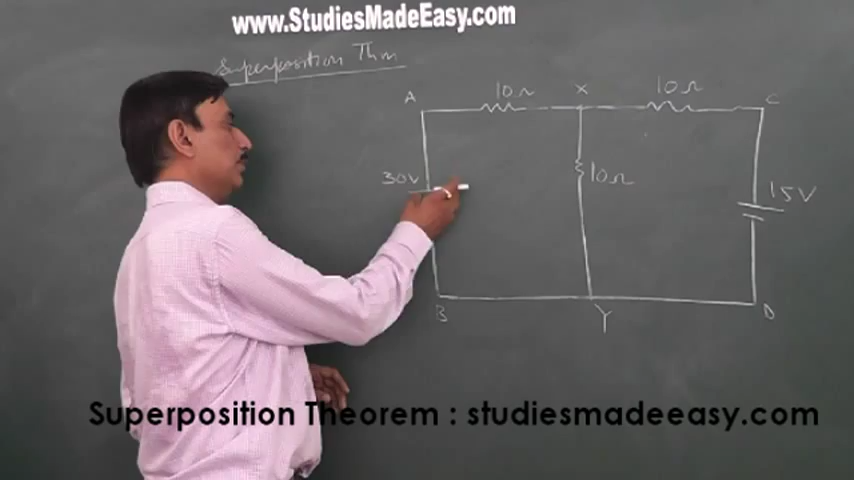 www.StudiesMadeEasy.com
Superposition Thm
A 10Ω X 10Ω C
30V 10Ω 15V
B Y D
Superposition Theorem : studiesmadeeasy.com